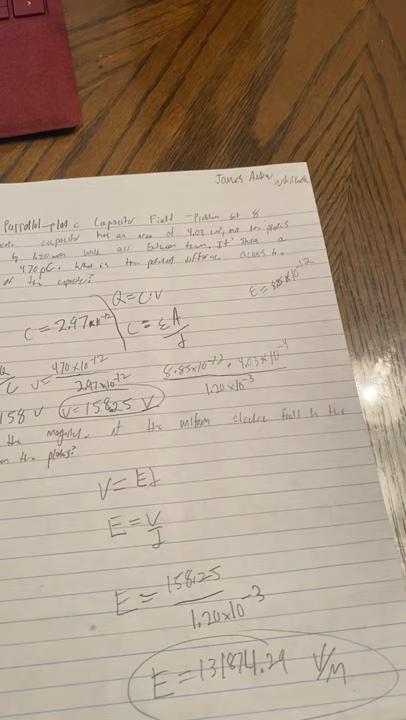 James
Parallel-plate Capacitor Field - Problem Set 8
capacitor has an area of 4.03 cm², and the plates
by 1.20 mm with air between them. It stores a
470 pC. What is the potential difference across
of the capacitor?
Q = CV
ε = 8.85x10^-12
C = 2.97x10^-12
C = εA/d
V = 470x10^-12 / 2.97x10^-12
8.85x10^-12 · 4.03x10^-4 / 1.20x10^-3
158 V
V = 158.25 V
the magnitude of the uniform electric field in the
the plates?
V = Ed
E = V/d
E = 158.25 / 1.20x10^-3
E = 131874.29 V/M